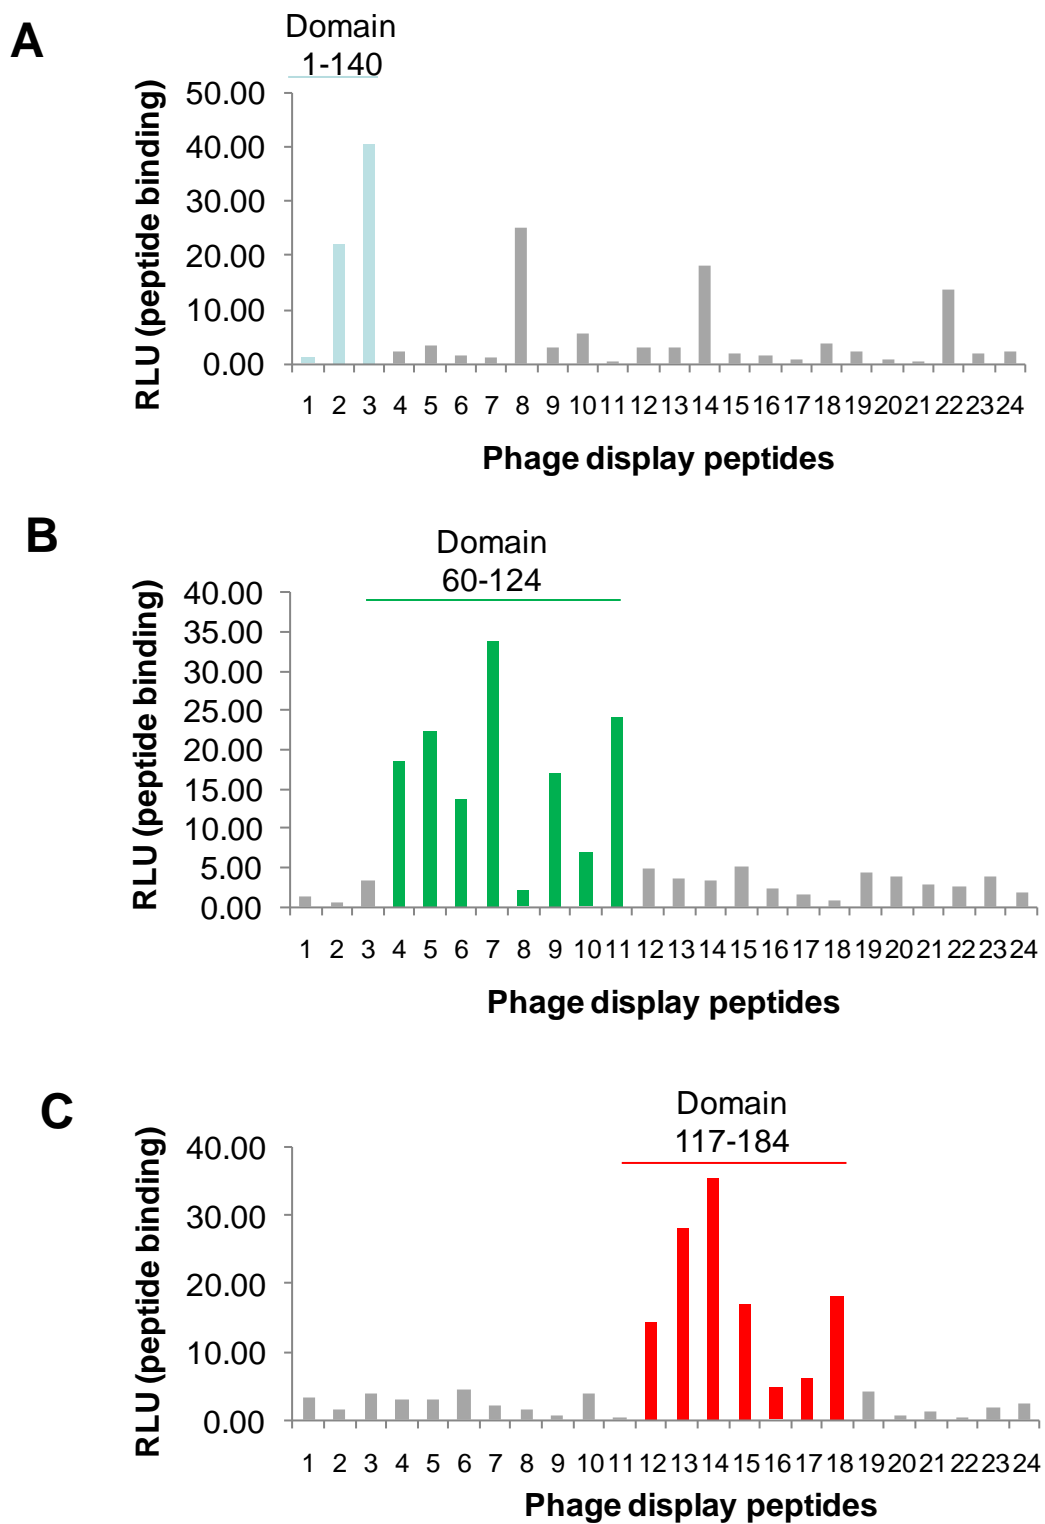 A
Domain
1-140
RLU (peptide binding)
50.00
40.00
30.00
20.00
10.00
0.00
1 2 3 4 5 6 7 8 9 10 11 12 13 14 15 16 17 18 19 20 21 22 23 24
Phage display peptides
B
Domain
60-124
RLU (peptide binding)
40.00
35.00
30.00
25.00
20.00
15.00
10.00
5.00
0.00
1 2 3 4 5 6 7 8 9 10 11 12 13 14 15 16 17 18 19 20 21 22 23 24
Phage display peptides
C
Domain
117-184
RLU (peptide binding)
40.00
30.00
20.00
10.00
0.00
1 2 3 4 5 6 7 8 9 10 11 12 13 14 15 16 17 18 19 20 21 22 23 24
Phage display peptides